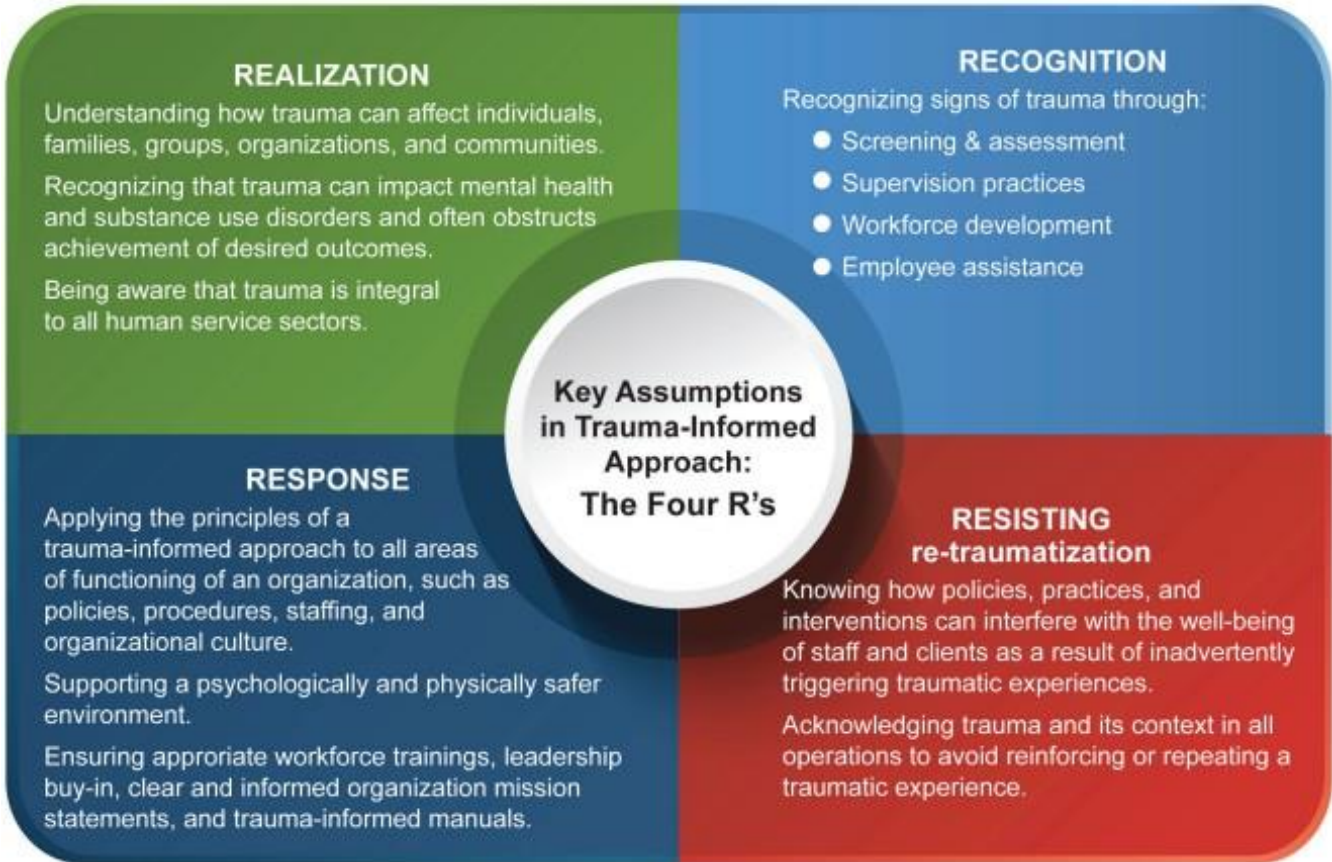 REALIZATION
Understanding how trauma can affect individuals,
families, groups, organizations, and communities.
Recognizing that trauma can impact mental health
and substance use disorders and often obstructs
achievement of desired outcomes.
Being aware that trauma is integral
to all human service sectors.
RECOGNITION
Recognizing signs of trauma through:
● Screening & assessment
● Supervision practices
● Workforce development
● Employee assistance
Key Assumptions
in Trauma-Informed
Approach:
The Four R's
RESPONSE
Applying the principles of a
trauma-informed approach to all areas
of functioning of an organization, such as
policies, procedures, staffing, and
organizational culture.
Supporting a psychologically and physically safer
environment.
Ensuring approriate workforce trainings, leadership
buy-in, clear and informed organization mission
statements, and trauma-informed manuals.
RESISTING
re-traumatization
Knowing how policies, practices, and
interventions can interfere with the well-being
of staff and clients as a result of inadvertently
triggering traumatic experiences.
Acknowledging trauma and its context in all
operations to avoid reinforcing or repeating a
traumatic experience.